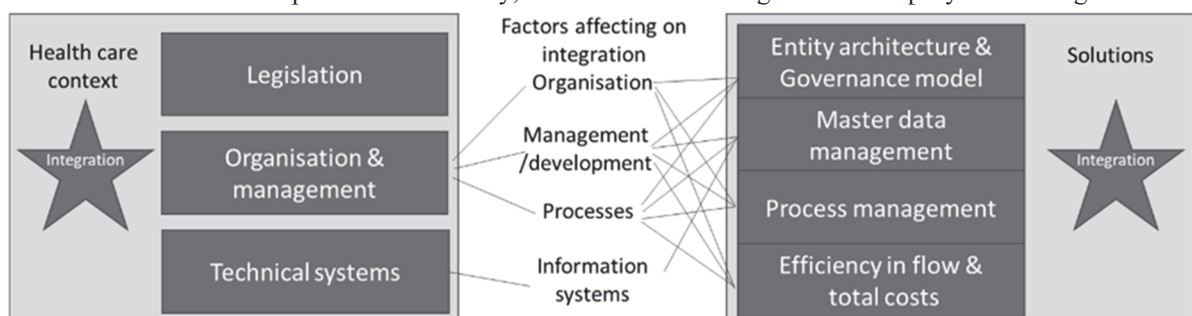 Health care
context
Integration
Legislation
Organisation &
management
Technical systems
Factors affecting on
integration
Organisation
Management
/development
Processes
Information
systems
Entity architecture &
Governance model
Master data
management
Process management
Efficiency in flow &
total costs
Solutions
Integration